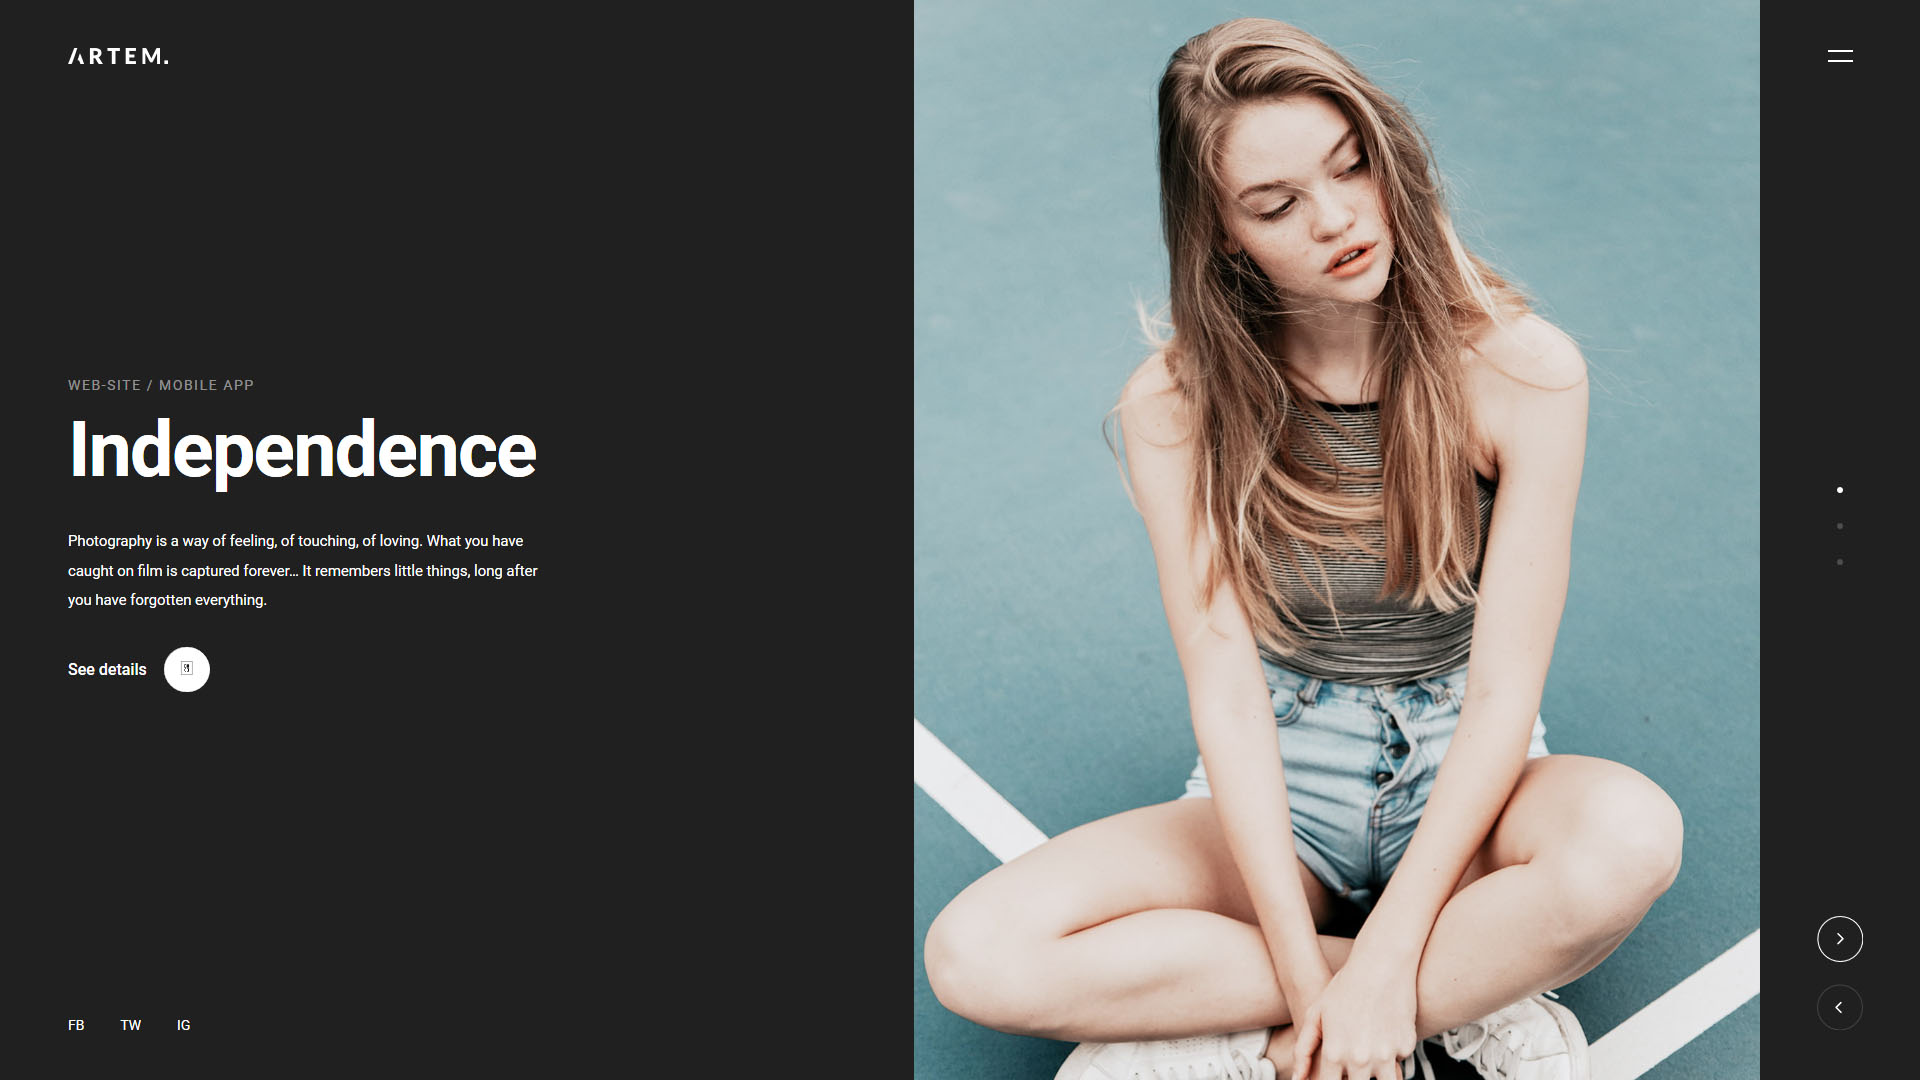 ARTEM.
WEB-SITE / MOBILE APP
Independence
Photography is a way of feeling, of touching, of loving. What you have
caught on film is captured forever... It remembers little things, long after
you have forgotten everything.
See details
FB TW IG